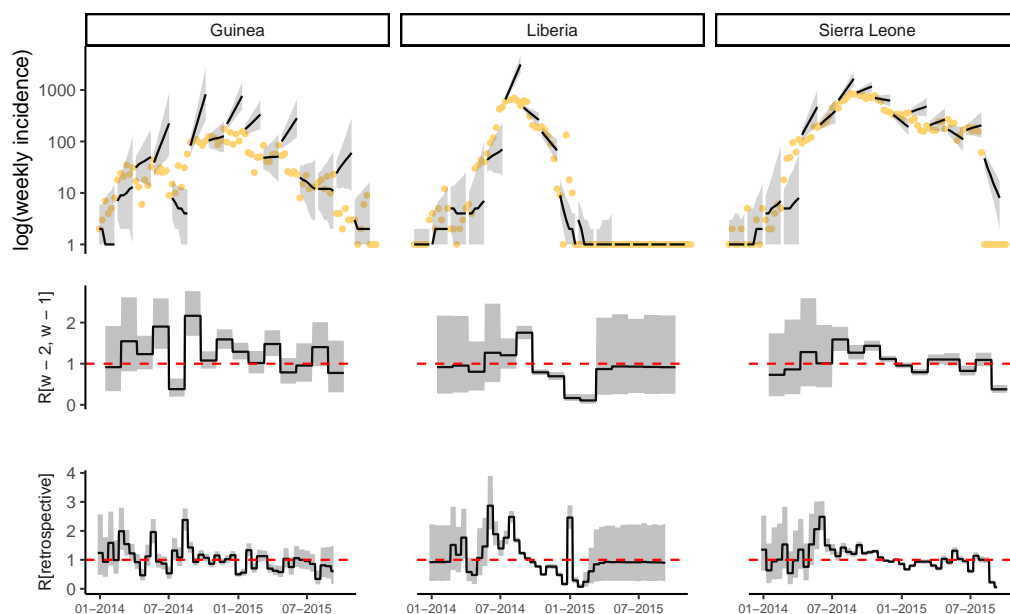 Guinea Liberia Sierra Leone
log(weekly incidence)
1000
100
10
1
R[w − 2, w − 1]
2
1
0
R[retrospective]
4
3
2
1
0
01−2014 07−2014 01−2015 07−2015 01−2014 07−2014 01−2015 07−2015 01−2014 07−2014 01−2015 07−2015